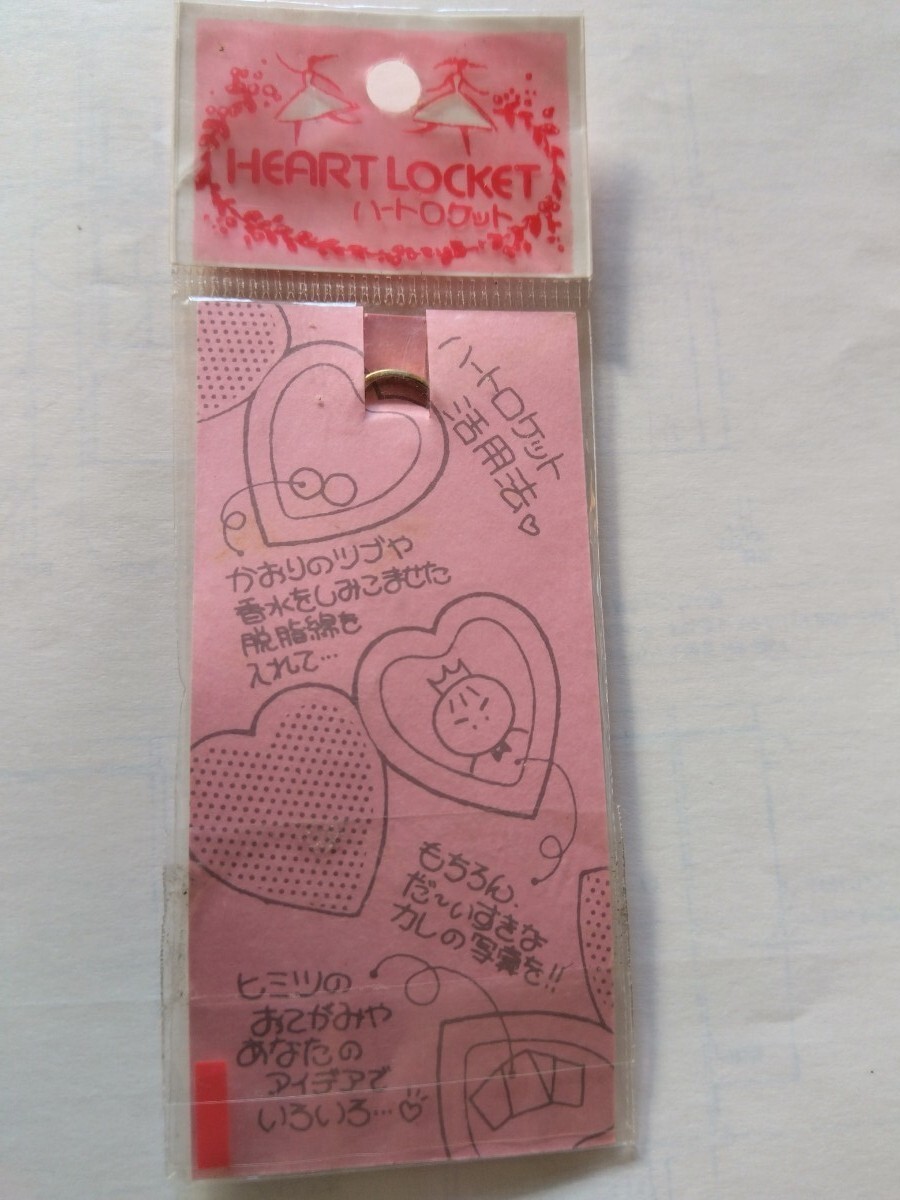 HEART LOCKET
ハートロケット
ハートロケット
活用法♡
かおりのツブや
香水をしみこませた
脱脂綿を
入れて…
もちろん、
だ〜いすきな
カレの写真を!!
ヒミツの
おてがみや
あなたの
アイデアで
いろいろ…♡